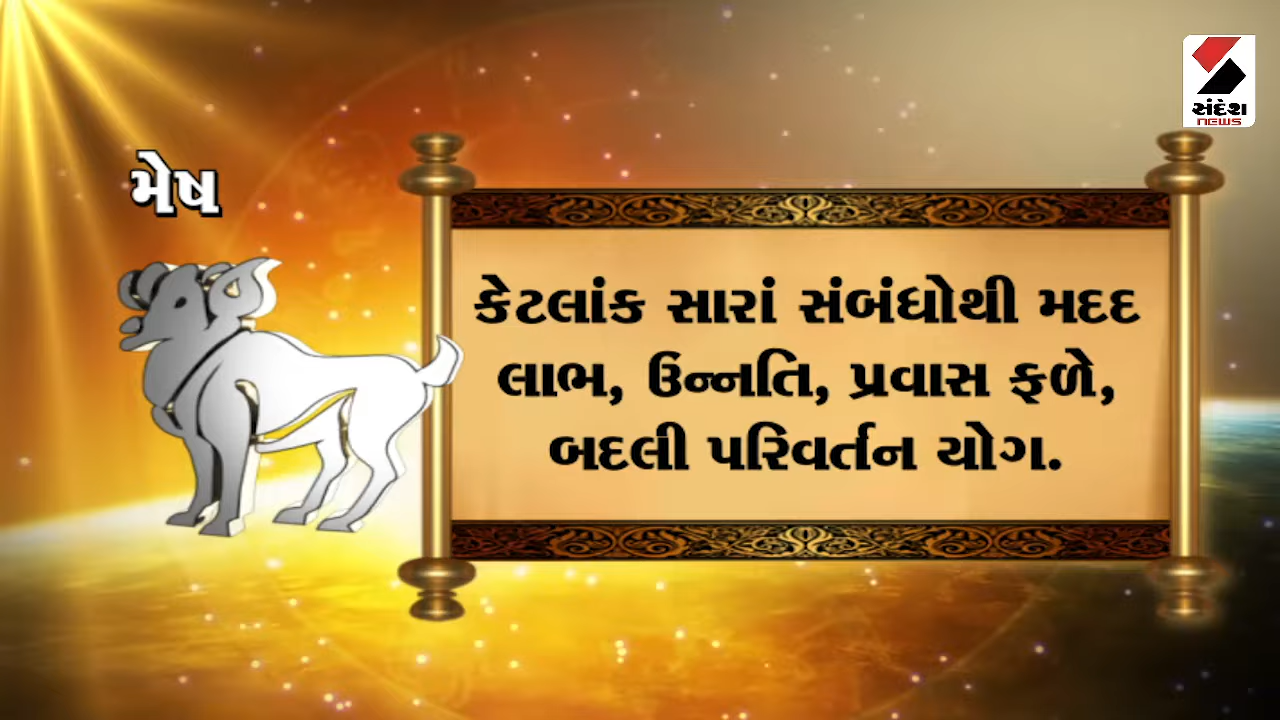 સંદેશ
NEWS
મેષ
કેટલાંક સારાં સંબંધોથી મદદ
લાભ, ઉન્નતિ, પ્રવાસ ફળે,
બદલી પરિવર્તન યોગ.